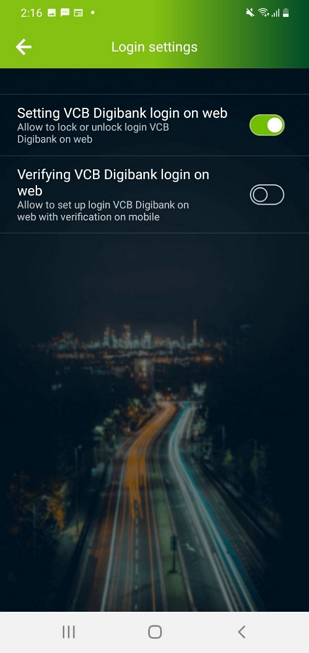 2:16
Login settings
Setting VCB Digibank login on web
Allow to lock or unlock login VCB
Digibank on web
Verifying VCB Digibank login on
web
Allow to set up login VCB Digibank on
web with verification on mobile